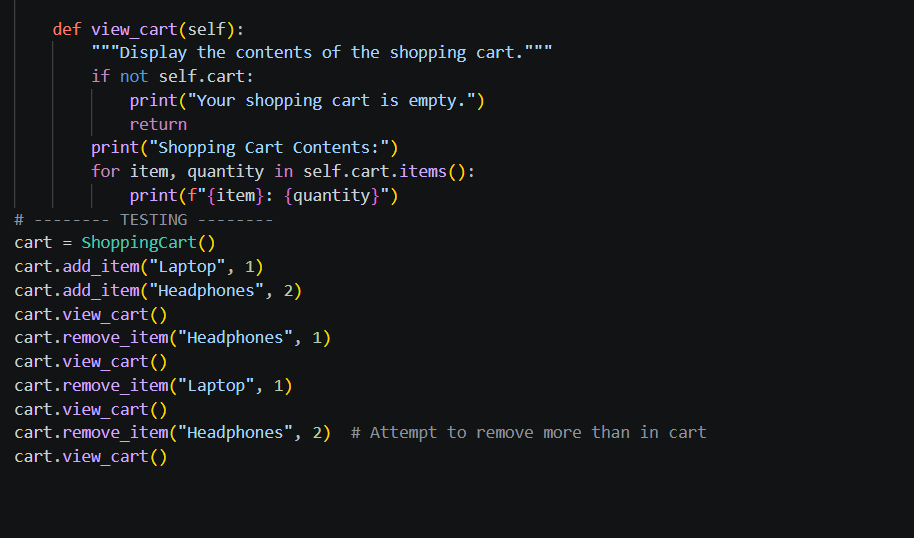 def view_cart(self):
"""Display the contents of the shopping cart."""
if not self.cart:
print("Your shopping cart is empty.")
return
print("Shopping Cart Contents:")
for item, quantity in self.cart.items():
print(f"{item}: {quantity}")
# -------- TESTING --------
cart = ShoppingCart()
cart.add_item("Laptop", 1)
cart.add_item("Headphones", 2)
cart.view_cart()
cart.remove_item("Headphones", 1)
cart.view_cart()
cart.remove_item("Laptop", 1)
cart.view_cart()
cart.remove_item("Headphones", 2)  # Attempt to remove more than in cart
cart.view_cart()